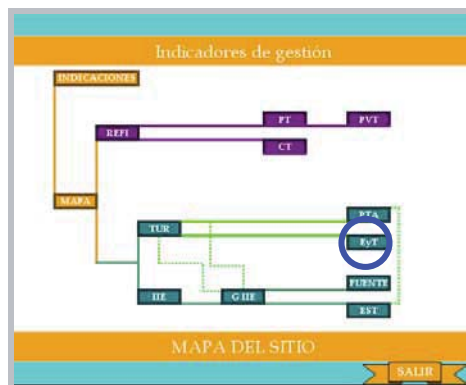 Indicadores de gestión
INDICACIONES
PT
PVT
REFI
CT
MAPA
PTA
TUR
EyT
FUENTE
IIE
G IIE
EST
MAPA DEL SITIO
SALIR